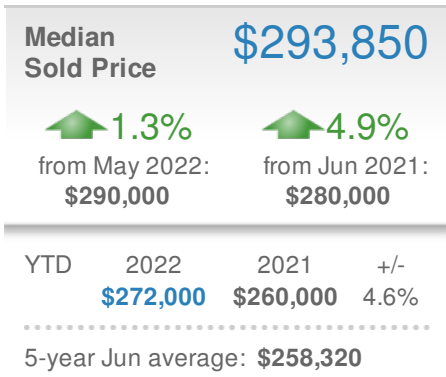 Median $293,850
Sold Price
1.3% 4.9%
from May 2022: from Jun 2021:
$290,000 $280,000
YTD 2022 2021 +/-
$272,000 $260,000 4.6%
5-year Jun average: $258,320